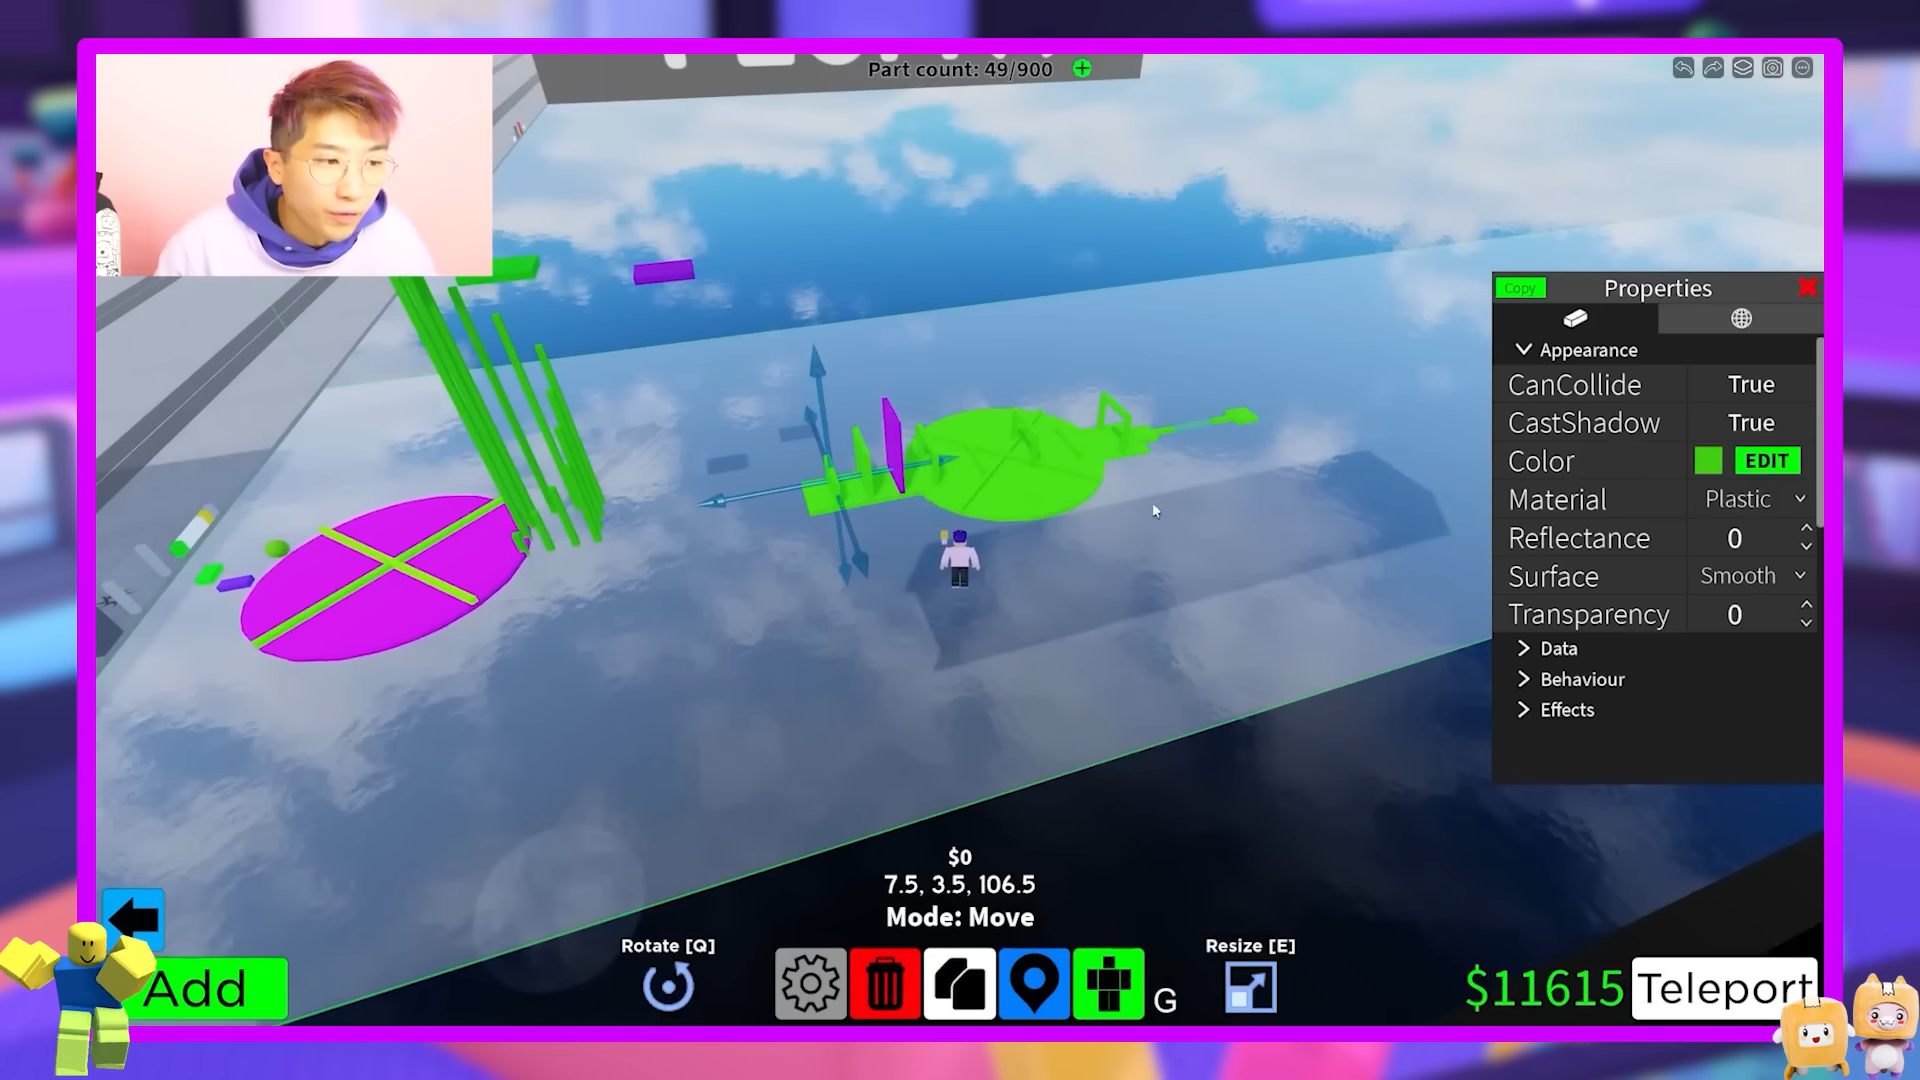 Part count: 49/900
Copy
Properties
Appearance
CanCollide True
CastShadow True
Color EDIT
Material Plastic
Reflectance 0
Surface Smooth
Transparency 0
Data
Behaviour
Effects
$0
7.5, 3.5, 106.5
Mode: Move
Rotate [Q]
Resize [E]
Add
G
$11615
Teleport